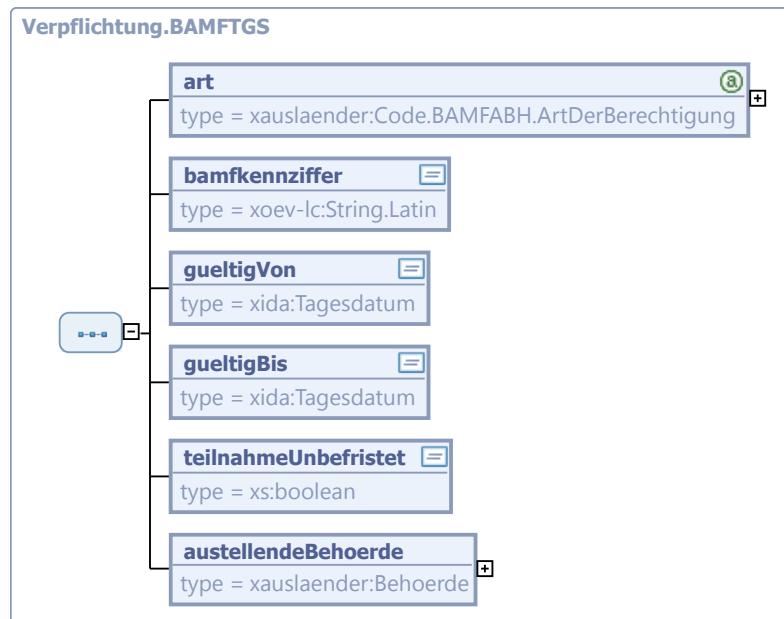 Verpflichtung.BAMFTGS
art
type = xauslaender:Code.BAMFABH.ArtDerBerechtigung
bamfkennziffer
type = xoev-lc:String.Latin
gueltigVon
type = xida:Tagesdatum
gueltigBis
type = xida:Tagesdatum
teilnahmeUnbefristet
type = xs:boolean
austellendeBehoerde
type = xauslaender:Behoerde